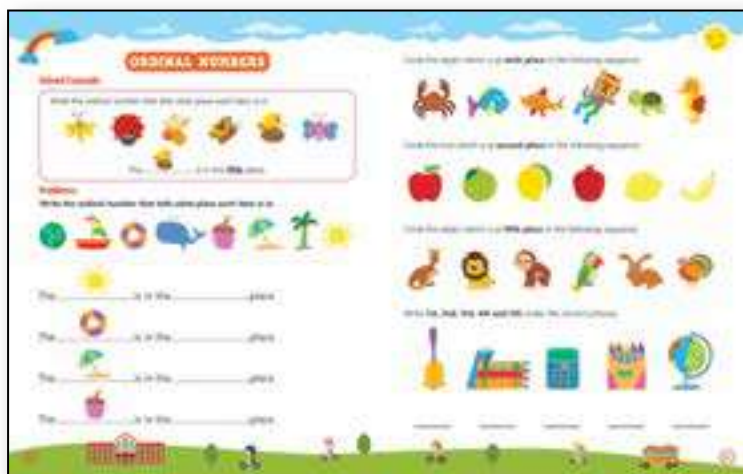 ORDINAL NUMBERS
Solved Example
Write the ordinal number that tells what place each item is in
The is in the fifth place
Problems
Write the ordinal number that tells what place each item is in
The is in the place
The is in the place
The is in the place
The is in the place
Circle the object which is at sixth place in the following sequence
Circle the fruit which is at second place in the following sequence
Circle the object which is at fifth place in the following sequence
Write 1st, 2nd, 3rd, 4th and 5th under the correct pictures